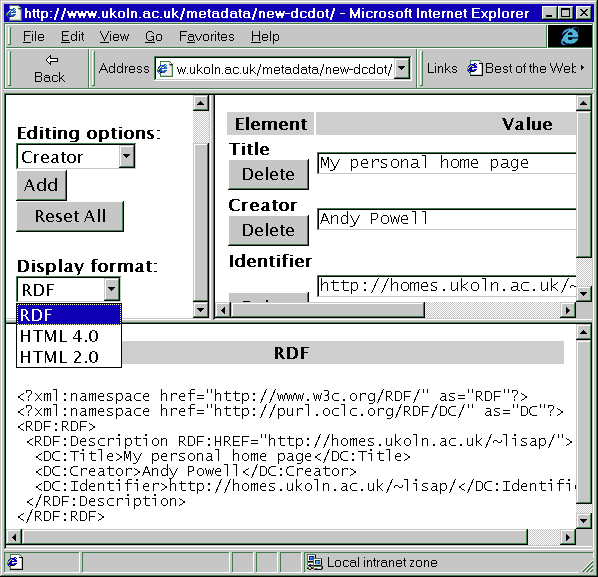 http://www.ukoln.ac.uk/metadata/new-dcdot/ - Microsoft Internet Explorer
File Edit View Go Favorites Help
Back Address w.ukoln.ac.uk/metadata/new-dcdot/ Links Best of the Web
Editing options:
Creator
Add
Reset All
Display format:
RDF
RDF
HTML 4.0
HTML 2.0
Element Value
Title
Delete My personal home page
Creator
Delete Andy Powell
Identifier
http://homes.ukoln.ac.uk/~
RDF
<?xml:namespace href="http://www.w3c.org/RDF/" as="RDF"?>
<?xml:namespace href="http://purl.oclc.org/RDF/DC/" as="DC"?>
<RDF:RDF>
<RDF:Description RDF:HREF="http://homes.ukoln.ac.uk/~lisap/">
<DC:Title>My personal home page</DC:Title>
<DC:Creator>Andy Powell</DC:Creator>
<DC:Identifier>http://homes.ukoln.ac.uk/~lisap/</DC:Identifie
</RDF:Description>
</RDF:RDF>
Local intranet zone